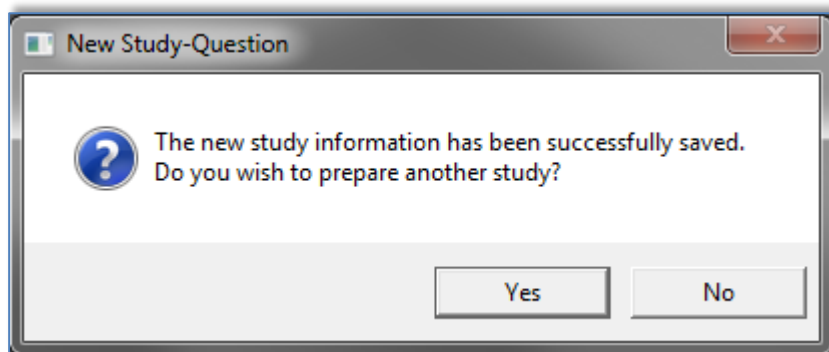 New Study-Question
The new study information has been successfully saved.
Do you wish to prepare another study?
Yes
No